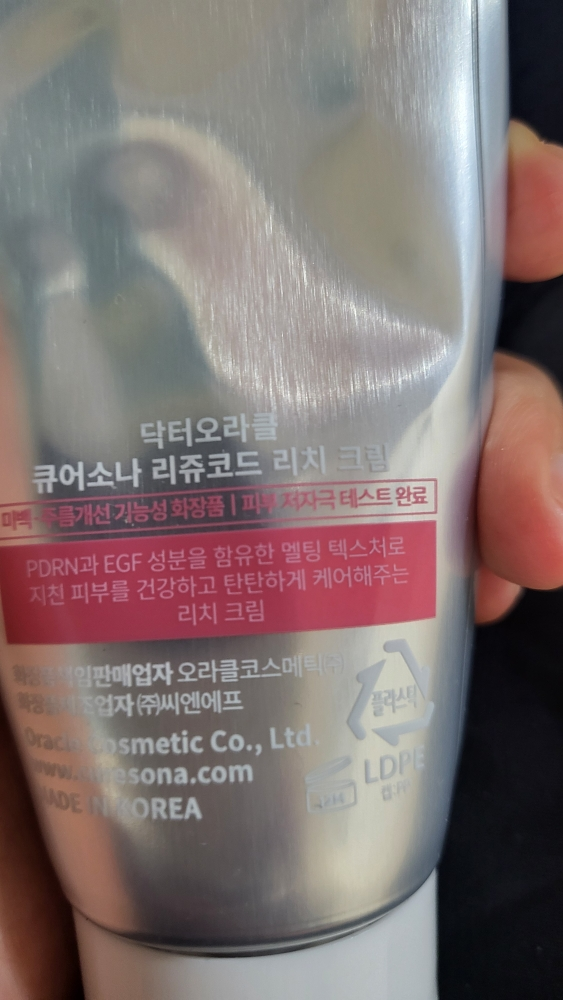 닥터오라클
큐어소나 리쥬코드 리치 크림
미백·주름개선 기능성 화장품 | 피부 저자극 테스트 완료
PDRN과 EGF 성분을 함유한 멜팅 텍스처로
지친 피부를 건강하고 탄탄하게 케어해주는
리치 크림
화장품책임판매업자 오라클코스메틱㈜
화장품제조업자 ㈜씨엔에프
플라스틱
Oracle Cosmetic Co., Ltd.
www.curesona.com
LDPE
캡:PP
MADE IN KOREA